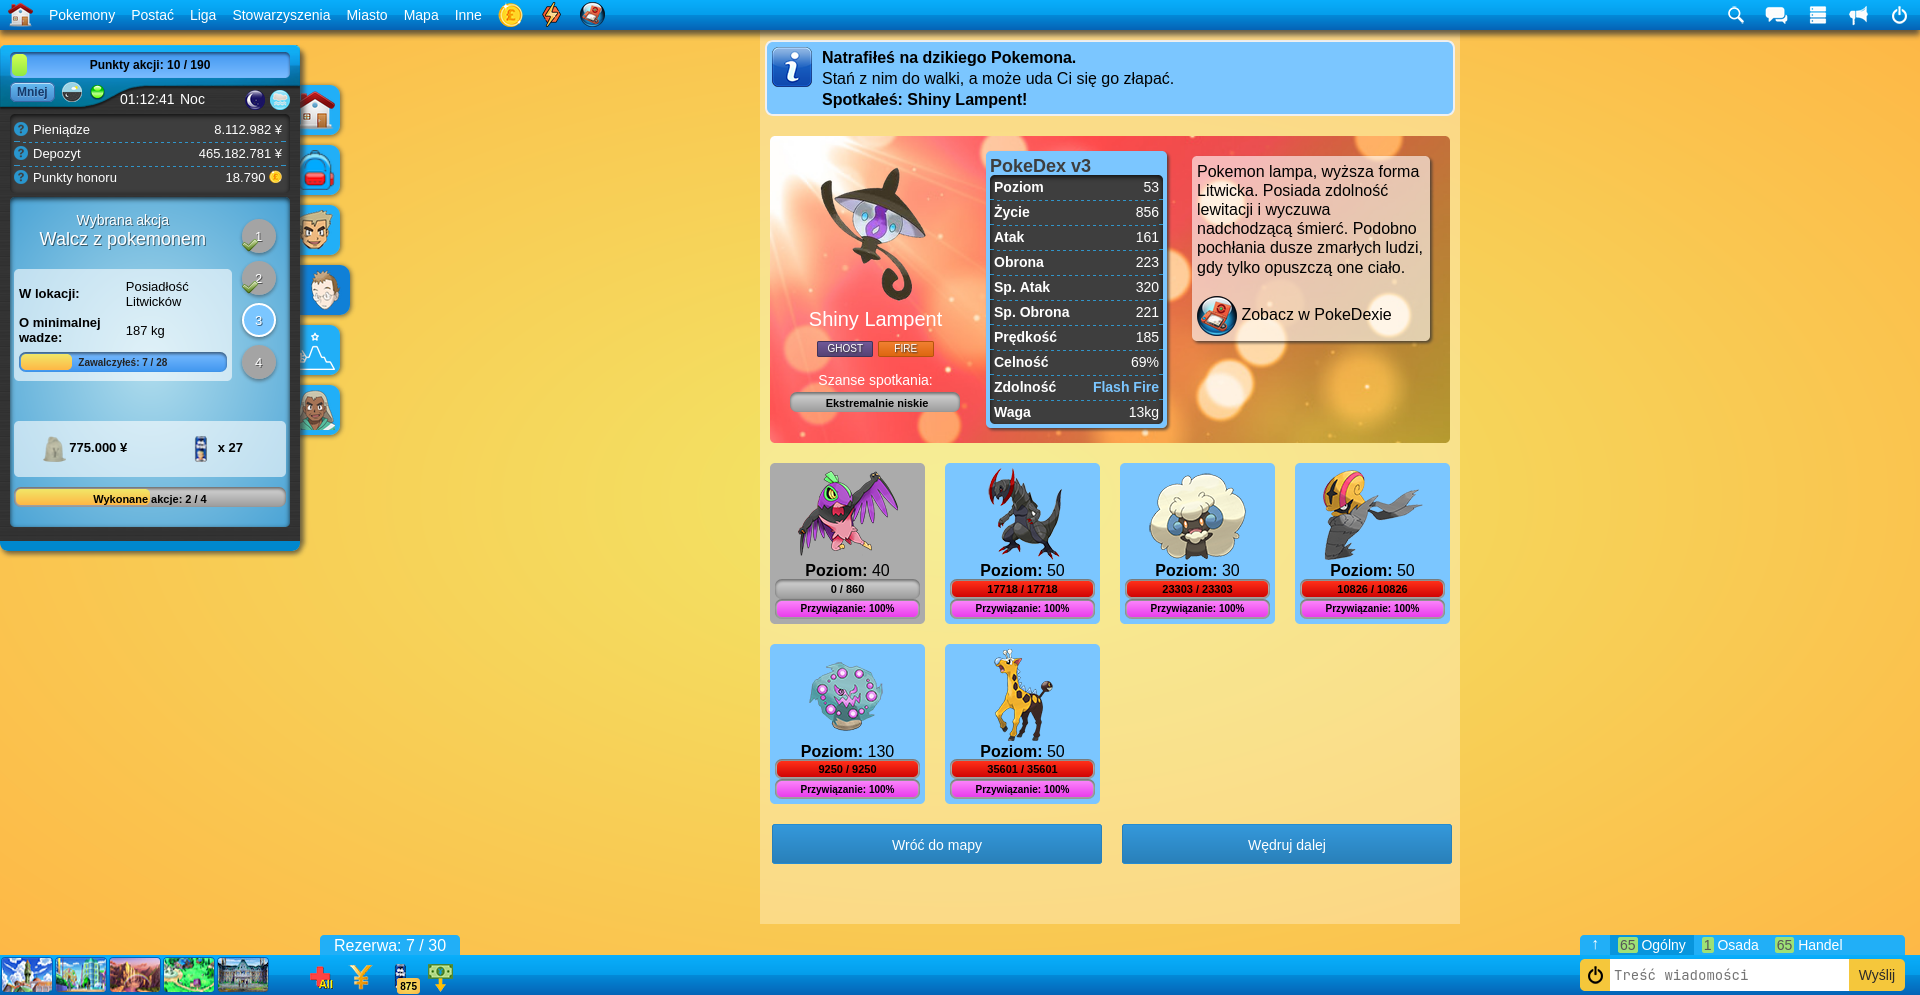 Pokemony Postać Liga Stowarzyszenia Miasto Mapa Inne
Punkty akcji: 10 / 190
Mniej
01:12:41 Noc
Pieniądze 8.112.982 ¥
Depozyt 465.182.781 ¥
Punkty honoru 18.790
Wybrana akcja
Walcz z pokemonem
1
2
3
4
W lokacji: Posiadłość Litwicków
O minimalnej wadze: 187 kg
Zawalczyłeś: 7 / 28
775.000 ¥ x 27
Wykonane akcje: 2 / 4
Natrafiłeś na dzikiego Pokemona.
Stań z nim do walki, a może uda Ci się go złapać.
Spotkałeś: Shiny Lampent!
Shiny Lampent
GHOST FIRE
Szanse spotkania:
Ekstremalnie niskie
PokeDex v3
Poziom 53
Życie 856
Atak 161
Obrona 223
Sp. Atak 320
Sp. Obrona 221
Prędkość 185
Celność 69%
Zdolność Flash Fire
Waga 13kg
Pokemon lampa, wyższa forma
Litwicka. Posiada zdolność
lewitacji i wyczuwa
nadchodzącą śmierć. Podobno
pochłania dusze zmarłych ludzi,
gdy tylko opuszczą one ciało.
Zobacz w PokeDexie
Poziom: 40
0 / 860
Przywiązanie: 100%
Poziom: 50
17718 / 17718
Przywiązanie: 100%
Poziom: 30
23303 / 23303
Przywiązanie: 100%
Poziom: 50
10826 / 10826
Przywiązanie: 100%
Poziom: 130
9250 / 9250
Przywiązanie: 100%
Poziom: 50
35601 / 35601
Przywiązanie: 100%
Wróć do mapy Wędruj dalej
Rezerwa: 7 / 30
All
875
↑ 65 Ogólny 1 Osada 65 Handel
Treść wiadomości Wyślij